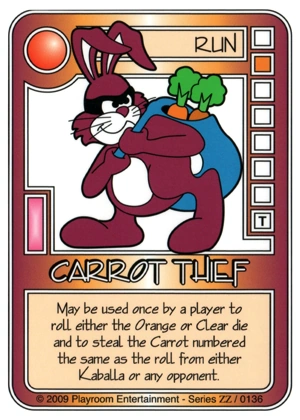 RUN
T
CARROT THIEF
May be used once by a player to
roll either the Orange or Clear die
and to steal the Carrot numbered
the same as the roll from either
Kaballa or any opponent.
© 2009 Playroom Entertainment - Series ZZ / 0136